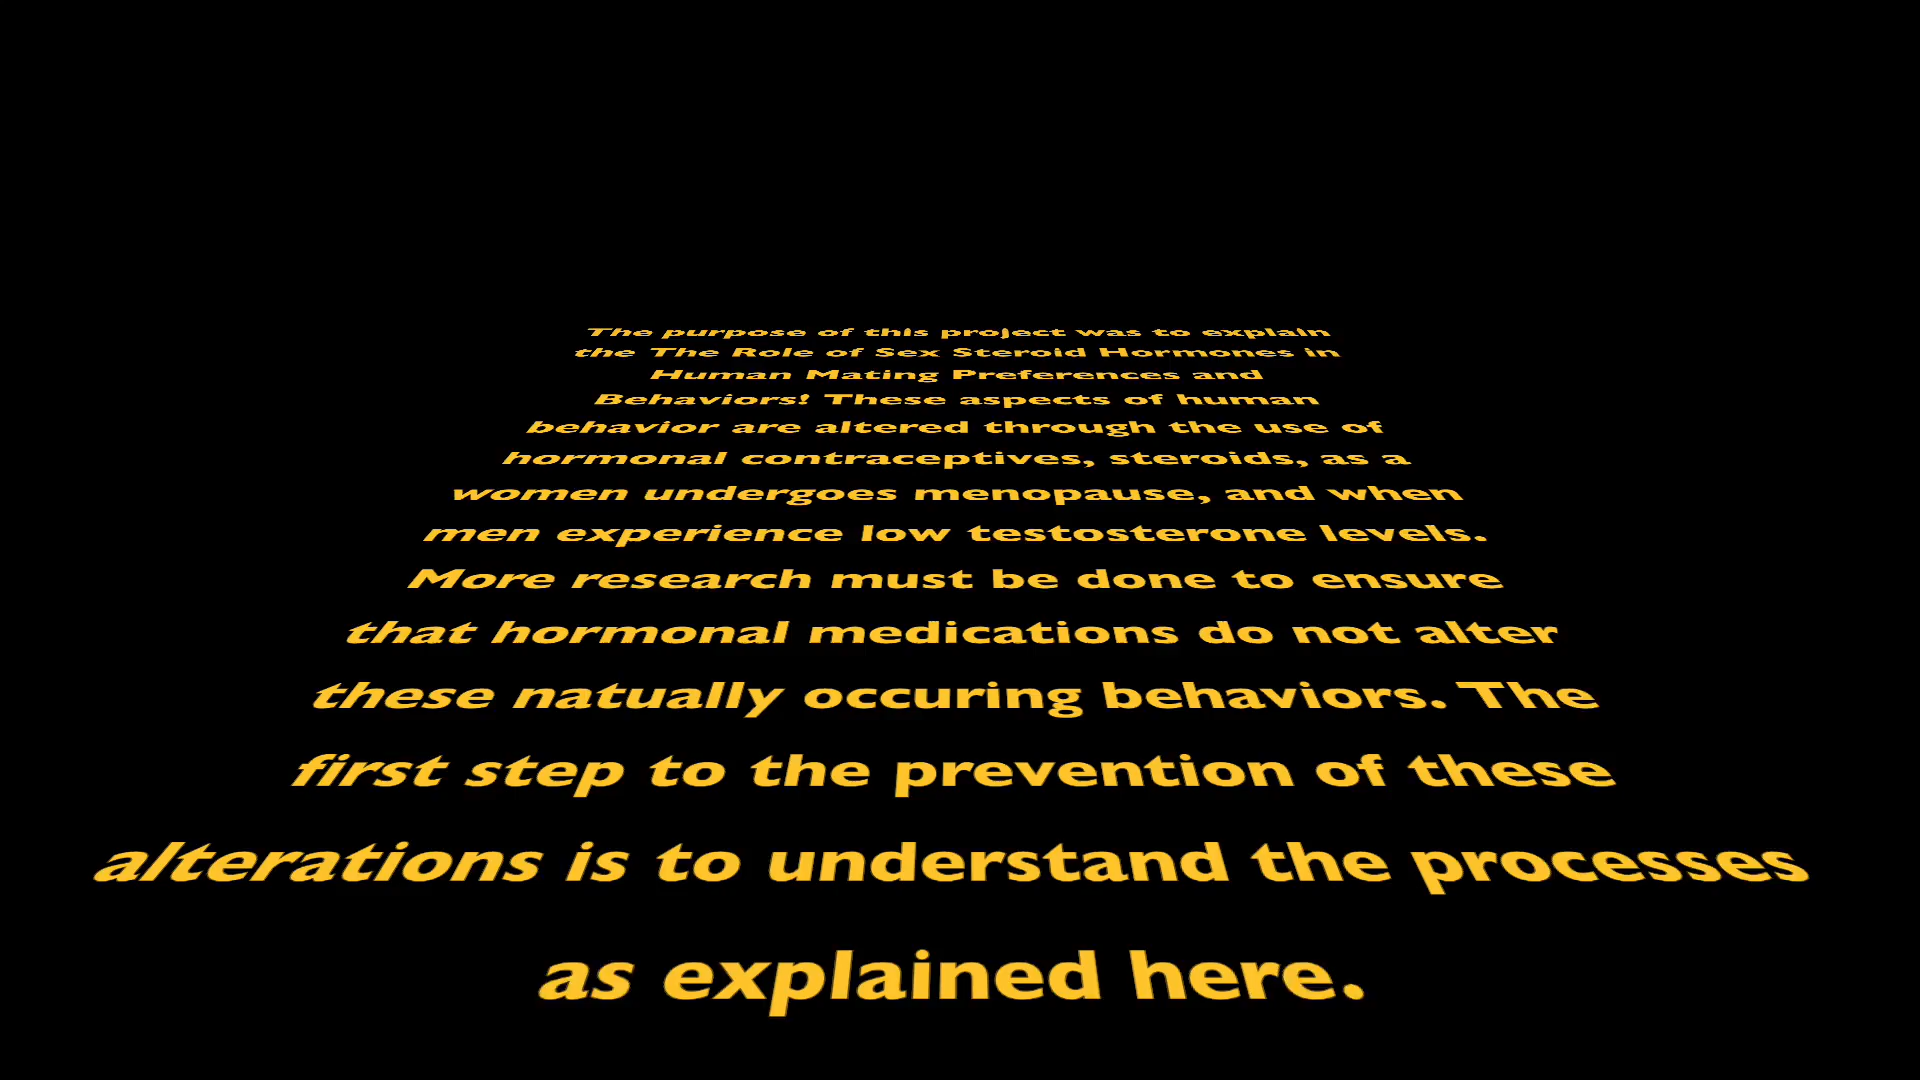 The purpose of this project was to explain
the The Role of Sex Steroid Hormones in
Human Mating Preferences and
Behaviors! These aspects of human
behavior are altered through the use of
hormonal contraceptives, steroids, as a
women undergoes menopause, and when
men experience low testosterone levels.
More research must be done to ensure
that hormonal medications do not alter
these natually occuring behaviors. The
first step to the prevention of these
alterations is to understand the processes
as explained here.